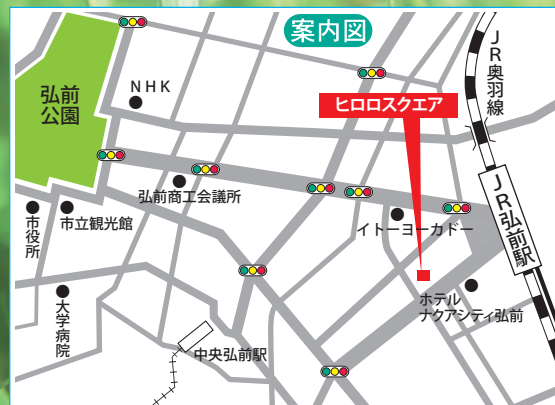 案内図
JR奥羽線
NHK
弘前
公園
ヒロロスクエア
弘前商工会議所
市役所
市立観光館
イトーヨーカドー
JR弘前駅
大学病院
ホテル
ナクアシティ弘前
中央弘前駅